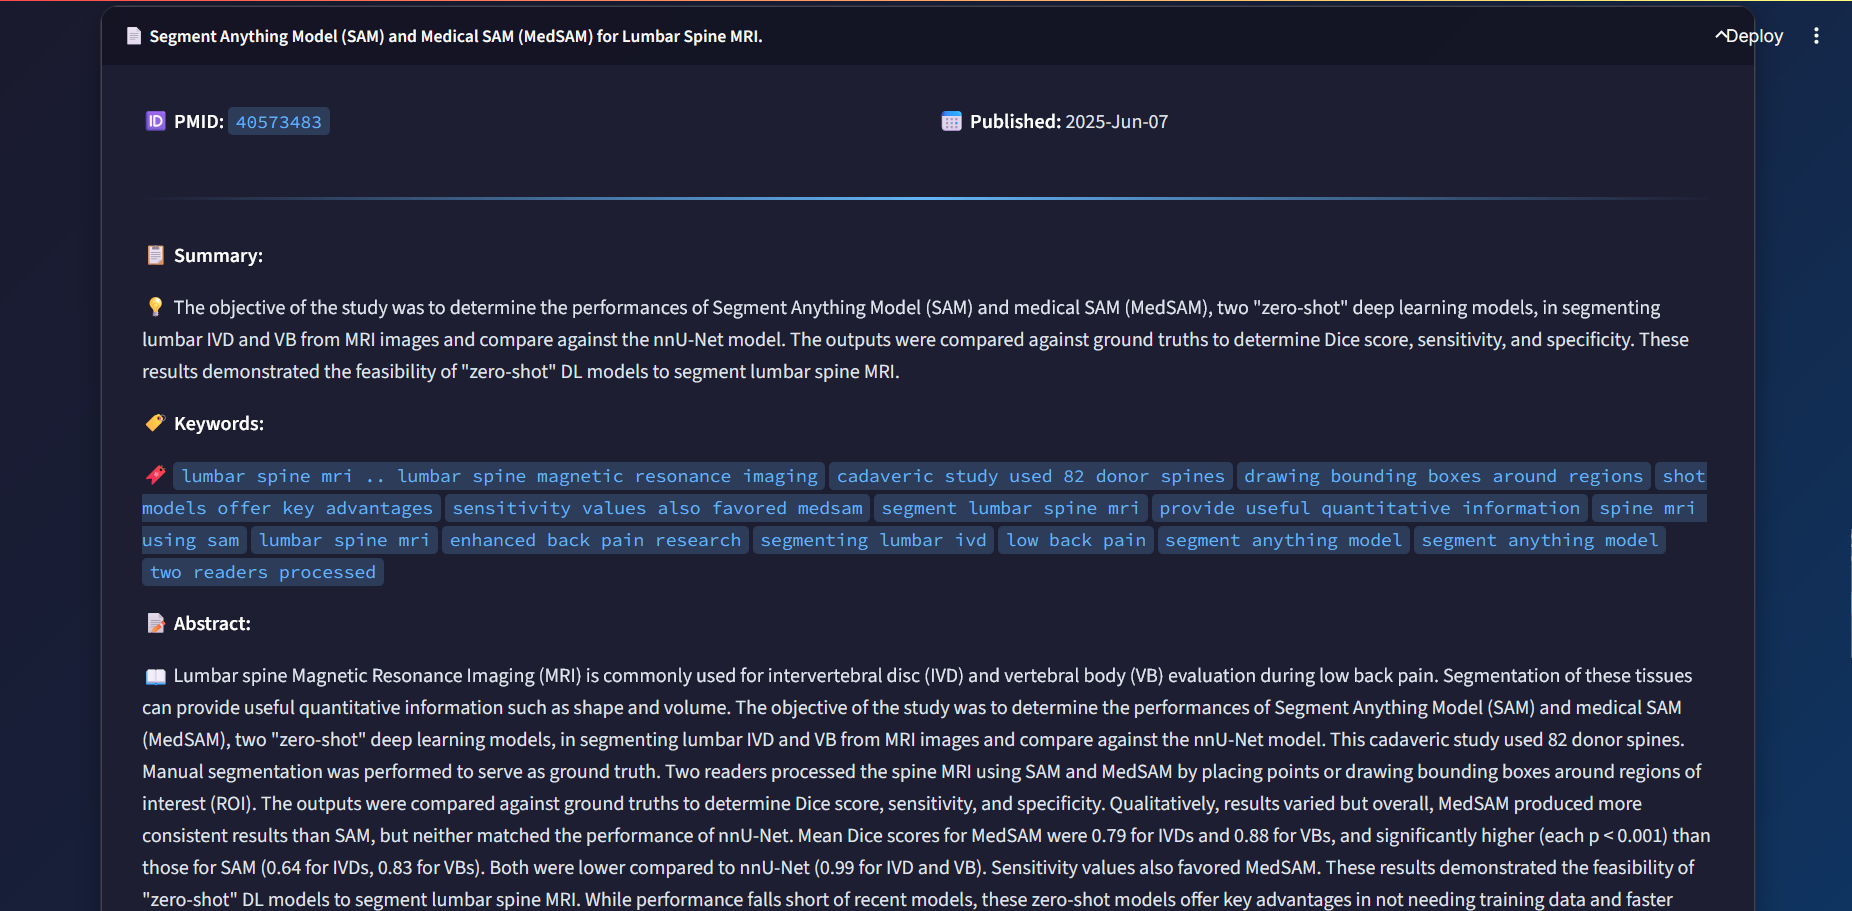 Segment Anything Model (SAM) and Medical SAM (MedSAM) for Lumbar Spine MRI.
Deploy
ID PMID: 40573483
Published: 2025-Jun-07
Summary:
The objective of the study was to determine the performances of Segment Anything Model (SAM) and medical SAM (MedSAM), two "zero-shot" deep learning models, in segmenting
lumbar IVD and VB from MRI images and compare against the nnU-Net model. The outputs were compared against ground truths to determine Dice score, sensitivity, and specificity. These
results demonstrated the feasibility of "zero-shot" DL models to segment lumbar spine MRI.
Keywords:
lumbar spine mri .. lumbar spine magnetic resonance imaging cadaveric study used 82 donor spines drawing bounding boxes around regions shot
models offer key advantages sensitivity values also favored medsam segment lumbar spine mri provide useful quantitative information spine mri
using sam lumbar spine mri enhanced back pain research segmenting lumbar ivd low back pain segment anything model segment anything model
two readers processed
Abstract:
Lumbar spine Magnetic Resonance Imaging (MRI) is commonly used for intervertebral disc (IVD) and vertebral body (VB) evaluation during low back pain. Segmentation of these tissues
can provide useful quantitative information such as shape and volume. The objective of the study was to determine the performances of Segment Anything Model (SAM) and medical SAM
(MedSAM), two "zero-shot" deep learning models, in segmenting lumbar IVD and VB from MRI images and compare against the nnU-Net model. This cadaveric study used 82 donor spines.
Manual segmentation was performed to serve as ground truth. Two readers processed the spine MRI using SAM and MedSAM by placing points or drawing bounding boxes around regions of
interest (ROI). The outputs were compared against ground truths to determine Dice score, sensitivity, and specificity. Qualitatively, results varied but overall, MedSAM produced more
consistent results than SAM, but neither matched the performance of nnU-Net. Mean Dice scores for MedSAM were 0.79 for IVDs and 0.88 for VBs, and significantly higher (each p < 0.001) than
those for SAM (0.64 for IVDs, 0.83 for VBs). Both were lower compared to nnU-Net (0.99 for IVD and VB). Sensitivity values also favored MedSAM. These results demonstrated the feasibility of
"zero-shot" DL models to segment lumbar spine MRI. While performance falls short of recent models, these zero-shot models offer key advantages in not needing training data and faster